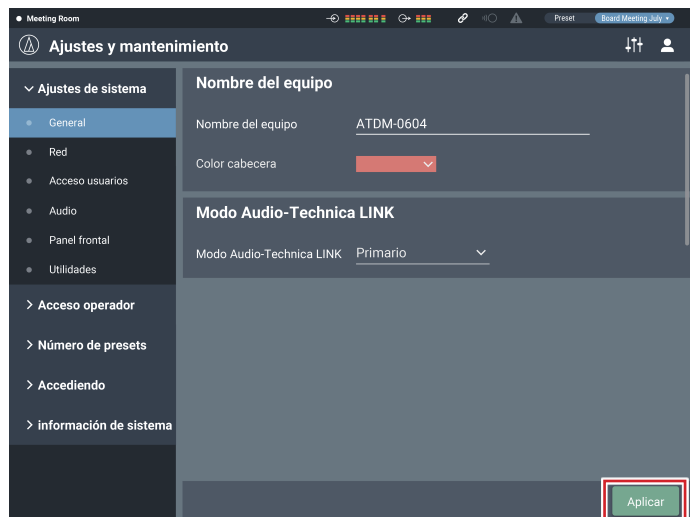 Meeting Room
Preset
Board Meeting July
Ajustes y mantenimiento
Ajustes de sistema
General
Red
Acceso usuarios
Audio
Panel frontal
Utilidades
Acceso operador
Número de presets
Accediendo
información de sistema
Nombre del equipo
Nombre del equipo ATDM-0604
Color cabecera
Modo Audio-Technica LINK
Modo Audio-Technica LINK Primario
Aplicar